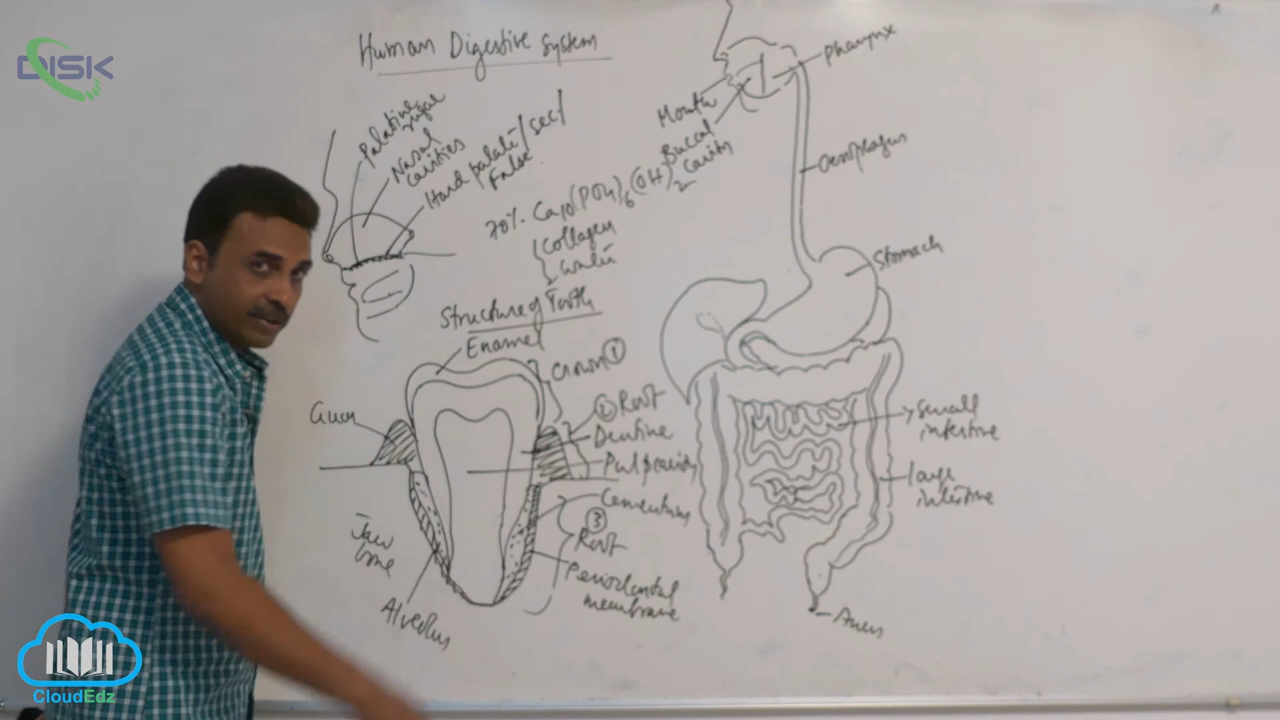 DISK
Human Digestive System
Palatine
rugae
Nasal
cavities
Hard palate/sec/
False
70%. Ca10(PO4)6(OH)2
Collagen
water
Structure of Tooth
Enamel
Crown ①
Gum
② Root
Dentine
Pulp cavity
Cementum
③
Root
Periodontal
membrane
Jaw
bone
Alveolus
Pharynx
Mouth
Buccal
cavity
Oesophagus
Stomach
Small
intestine
Large
intestine
Anus
CloudEdz